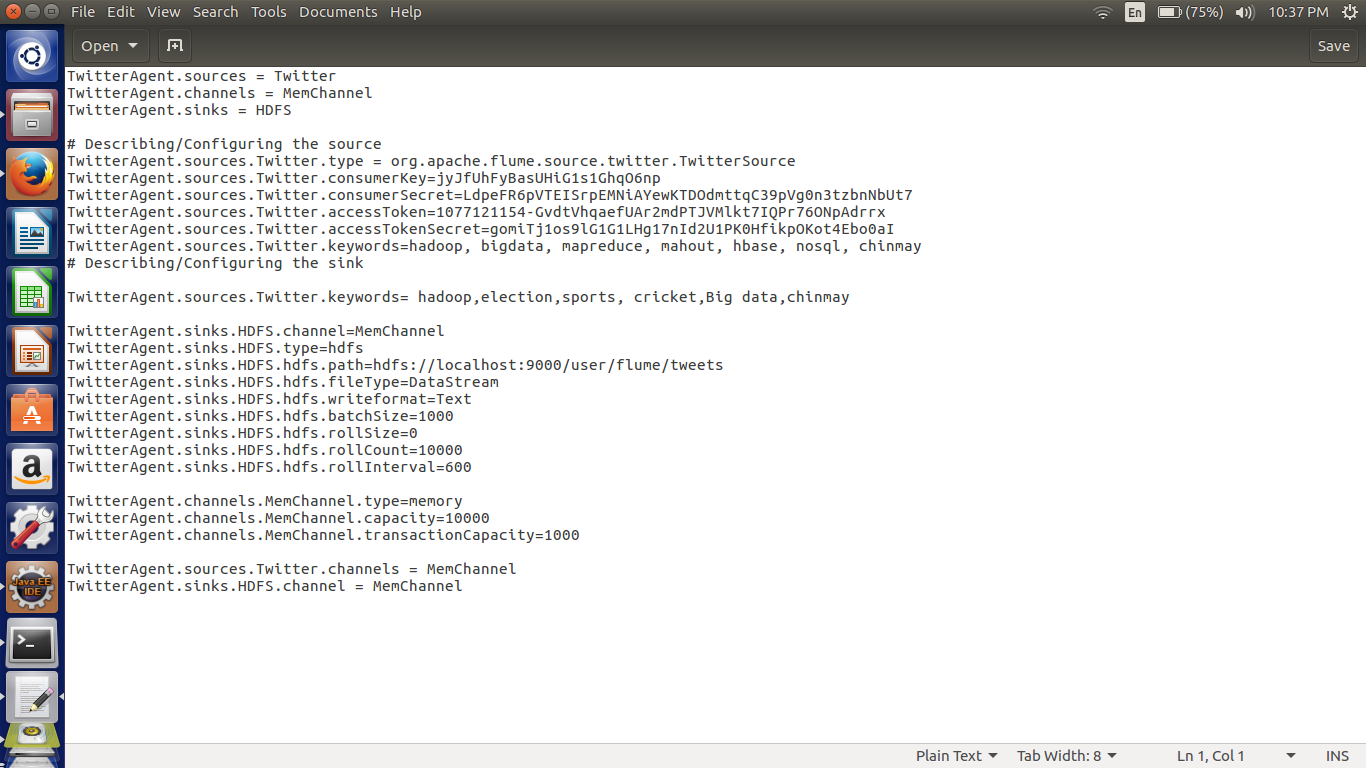 File Edit View Search Tools Documents Help En (75%) 10:37 PM
Open Save
TwitterAgent.sources = Twitter
TwitterAgent.channels = MemChannel
TwitterAgent.sinks = HDFS
# Describing/Configuring the source
TwitterAgent.sources.Twitter.type = org.apache.flume.source.twitter.TwitterSource
TwitterAgent.sources.Twitter.consumerKey=jyJfUhFyBasUHiG1s1GhqO6np
TwitterAgent.sources.Twitter.consumerSecret=LdpeFR6pVTEISrpEMNiAYewKTDOdmttqC39pVg0n3tzbnNbUt7
TwitterAgent.sources.Twitter.accessToken=1077121154-GvdtVhqaefUAr2mdPTJVMlkt7IQPr76ONpAdrrx
TwitterAgent.sources.Twitter.accessTokenSecret=gomiTj1os9lG1G1LHg17nId2U1PK0HfikpOKot4Ebo0aI
TwitterAgent.sources.Twitter.keywords=hadoop, bigdata, mapreduce, mahout, hbase, nosql, chinmay
# Describing/Configuring the sink
TwitterAgent.sources.Twitter.keywords= hadoop,election,sports, cricket,Big data,chinmay
TwitterAgent.sinks.HDFS.channel=MemChannel
TwitterAgent.sinks.HDFS.type=hdfs
TwitterAgent.sinks.HDFS.hdfs.path=hdfs://localhost:9000/user/flume/tweets
TwitterAgent.sinks.HDFS.hdfs.fileType=DataStream
TwitterAgent.sinks.HDFS.hdfs.writeformat=Text
TwitterAgent.sinks.HDFS.hdfs.batchSize=1000
TwitterAgent.sinks.HDFS.hdfs.rollSize=0
TwitterAgent.sinks.HDFS.hdfs.rollCount=10000
TwitterAgent.sinks.HDFS.hdfs.rollInterval=600
TwitterAgent.channels.MemChannel.type=memory
TwitterAgent.channels.MemChannel.capacity=10000
TwitterAgent.channels.MemChannel.transactionCapacity=1000
TwitterAgent.sources.Twitter.channels = MemChannel
TwitterAgent.sinks.HDFS.channel = MemChannel
Java EE
IDE
Plain Text Tab Width: 8 Ln 1, Col 1 INS